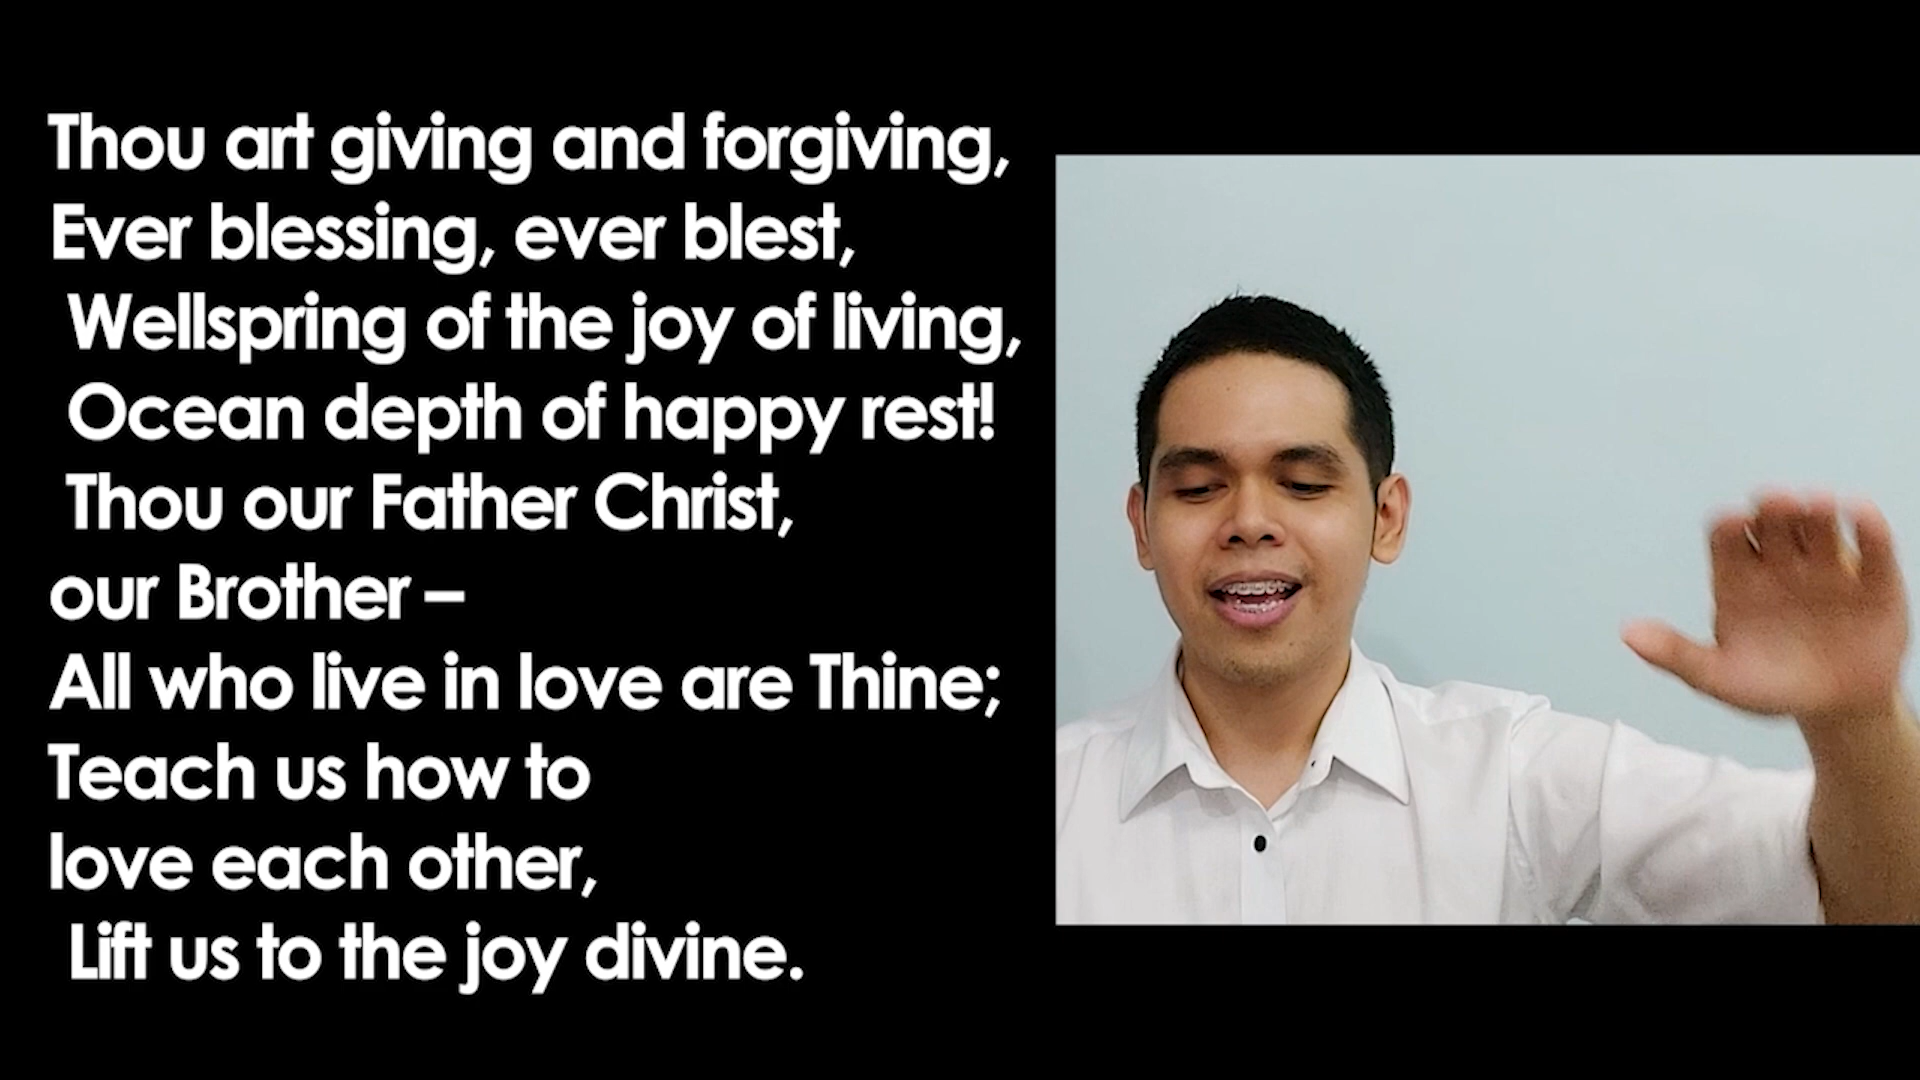 Thou art giving and forgiving,
Ever blessing, ever blest,
Wellspring of the joy of living,
Ocean depth of happy rest!
Thou our Father Christ,
our Brother –
All who live in love are Thine;
Teach us how to
love each other,
Lift us to the joy divine.